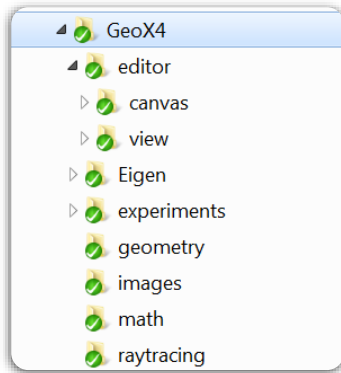 GeoX4
editor
canvas
view
Eigen
experiments
geometry
images
math
raytracing